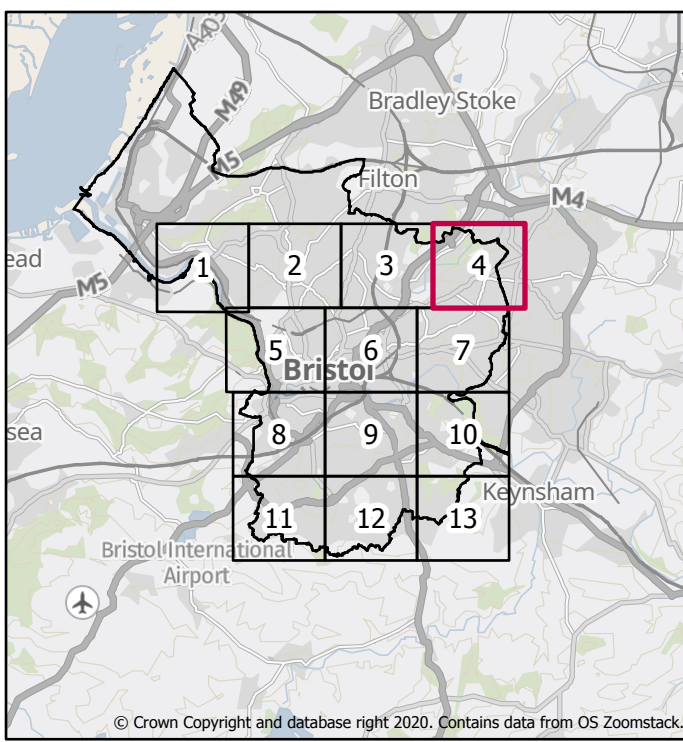 A403
M49
Bradley Stoke
M5
Filton
M4
ead
1
2
3
4
M5
5
6
7
Bristol
sea
8
9
10
Keynsham
11
12
13
Bristol International
Airport
© Crown Copyright and database right 2020. Contains data from OS Zoomstack.